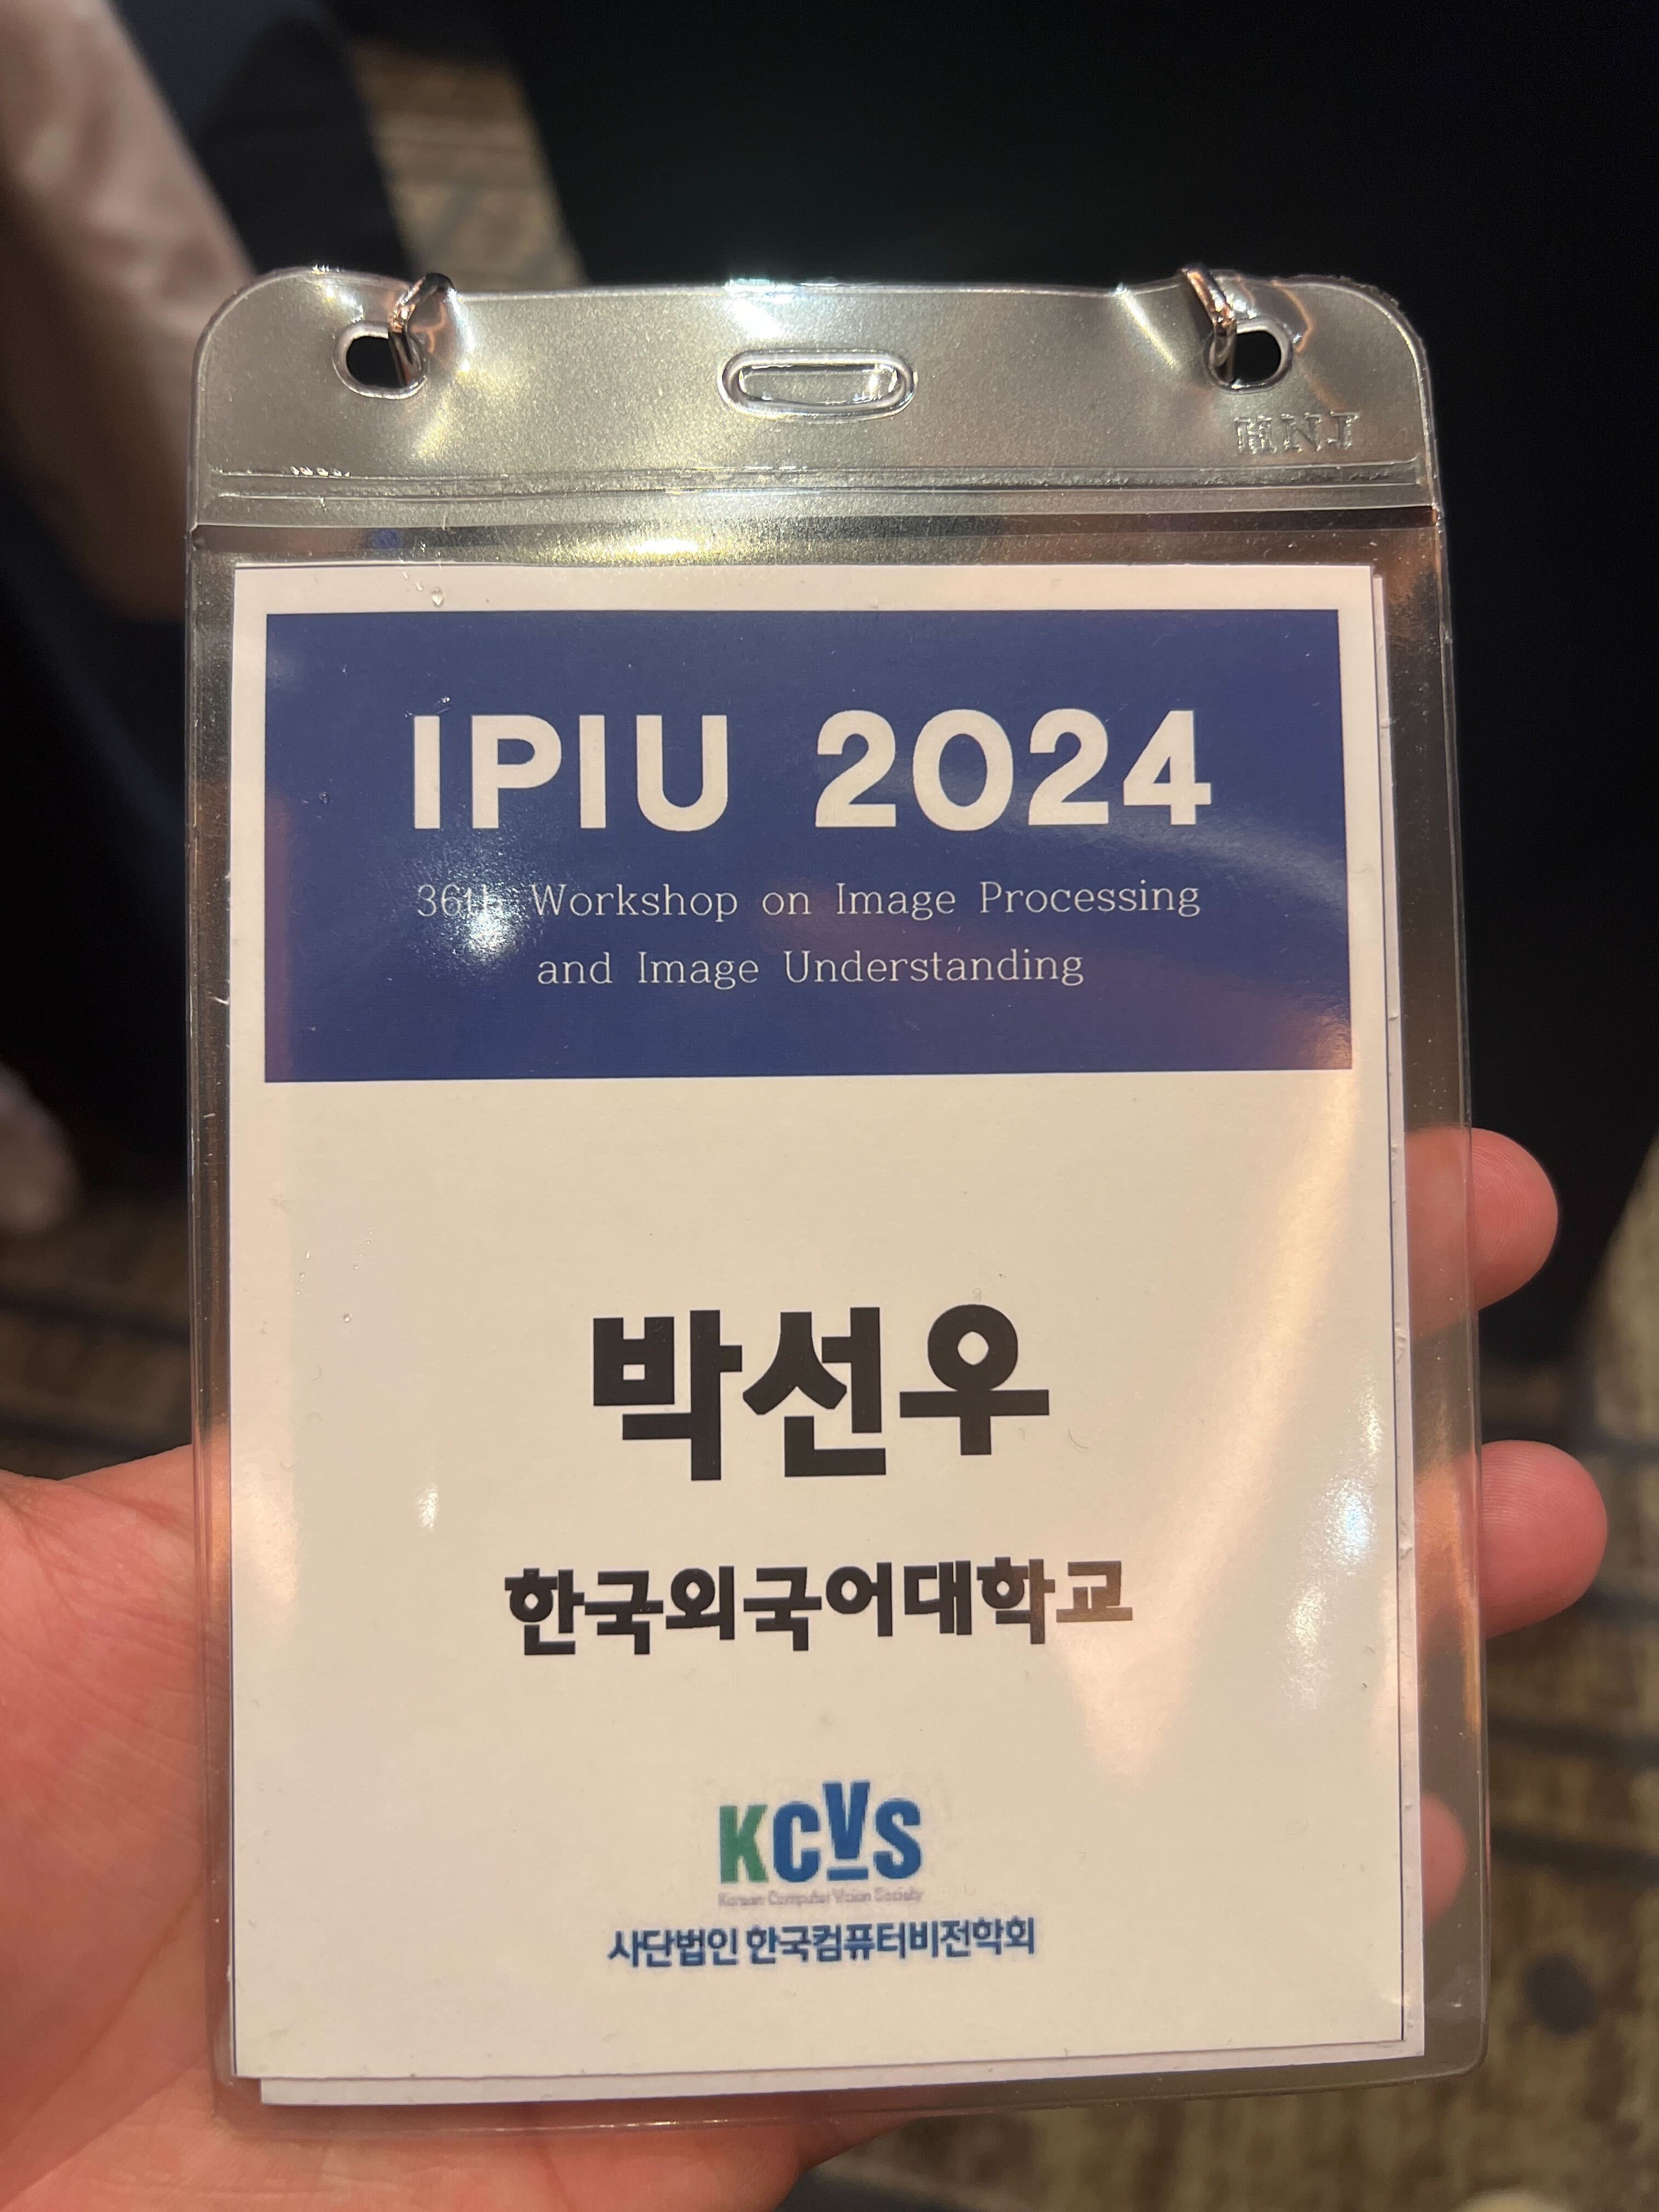 HNJ
IPIU 2024
36th Workshop on Image Processing
and Image Understanding
박선우
한국외국어대학교
KCVS
Korean Computer Vision Society
사단법인 한국컴퓨터비전학회